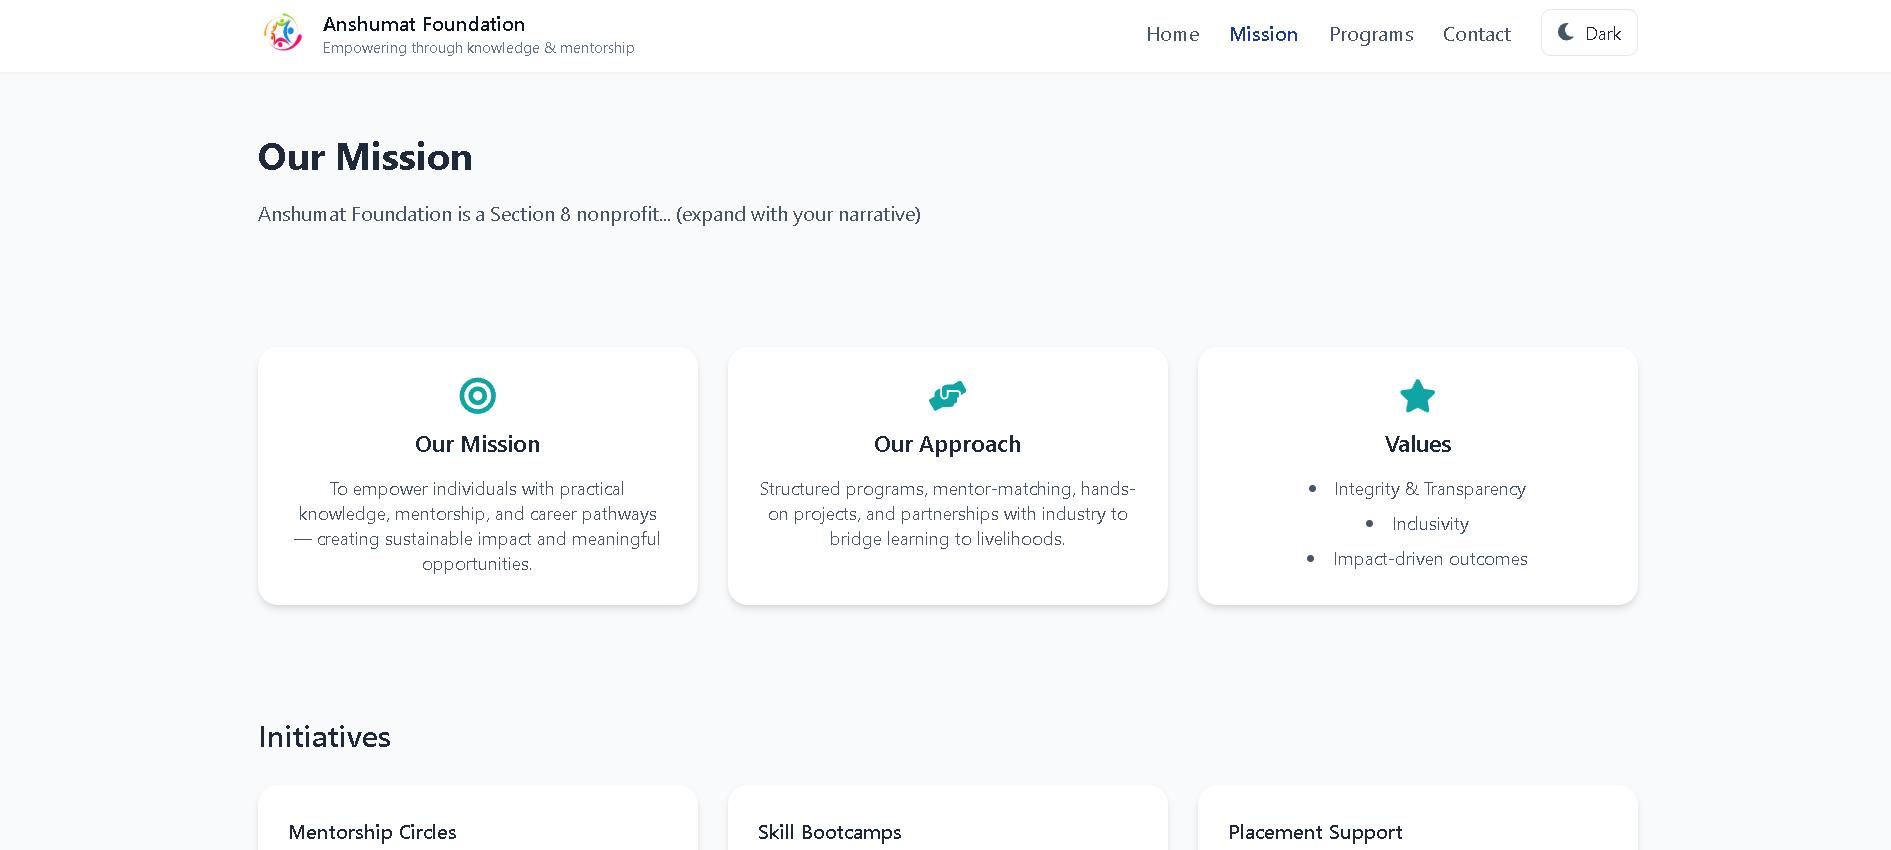 Anshumat Foundation
Empowering through knowledge & mentorship
Home
Mission
Programs
Contact
Dark
Our Mission
Anshumat Foundation is a Section 8 nonprofit... (expand with your narrative)
Our Mission
To empower individuals with practical
knowledge, mentorship, and career pathways
— creating sustainable impact and meaningful
opportunities.
Our Approach
Structured programs, mentor-matching, hands-
on projects, and partnerships with industry to
bridge learning to livelihoods.
Values
• Integrity & Transparency
• Inclusivity
• Impact-driven outcomes
Initiatives
Mentorship Circles
Skill Bootcamps
Placement Support